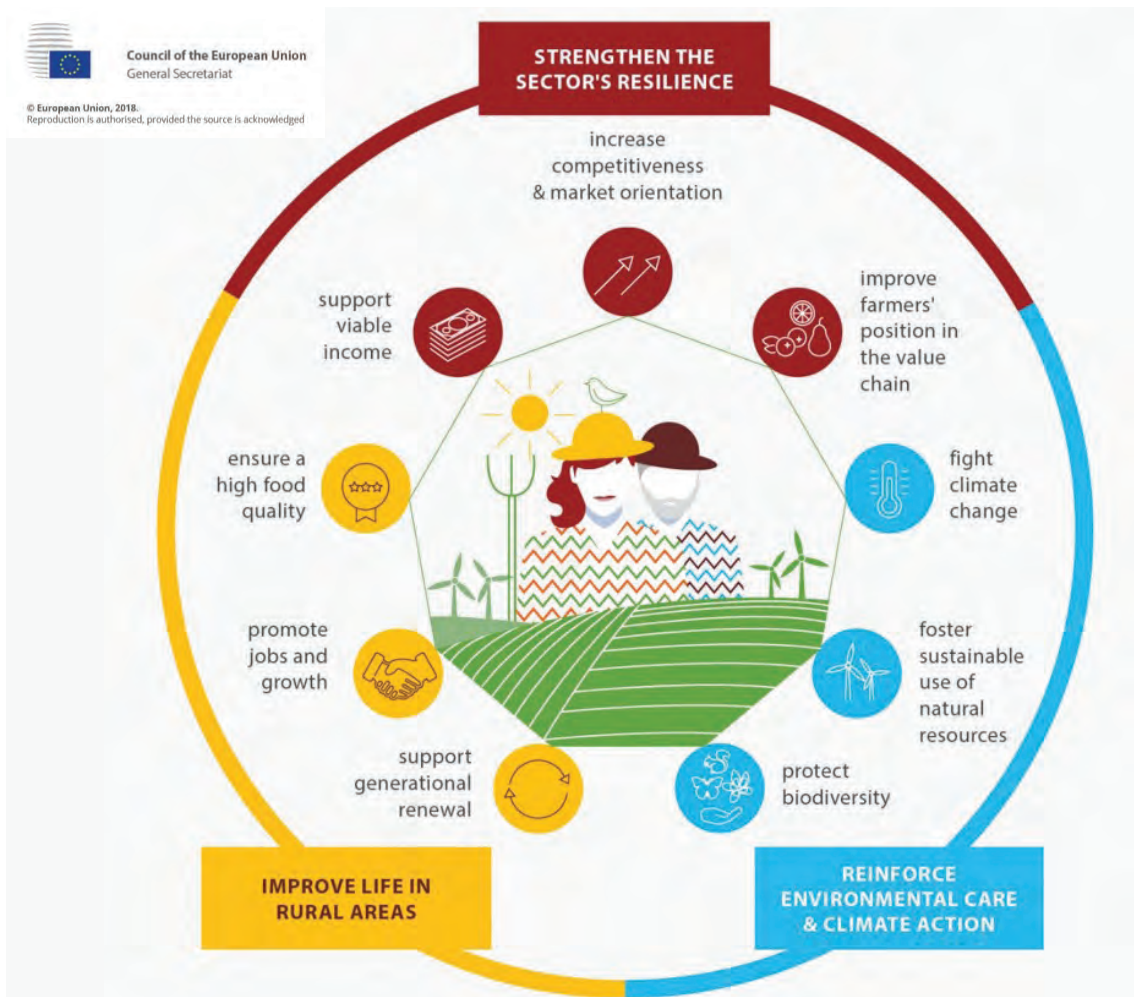 Council of the European Union
General Secretariat
© European Union, 2018.
Reproduction is authorised, provided the source is acknowledged
STRENGTHEN THE
SECTOR'S RESILIENCE
increase
competitiveness
& market orientation
support
viable
income
improve
farmers'
position in
the value
chain
ensure a
high food
quality
fight
climate
change
promote
jobs and
growth
foster
sustainable
use of
natural
resources
support
generational
renewal
protect
biodiversity
IMPROVE LIFE IN
RURAL AREAS
REINFORCE
ENVIRONMENTAL CARE
& CLIMATE ACTION